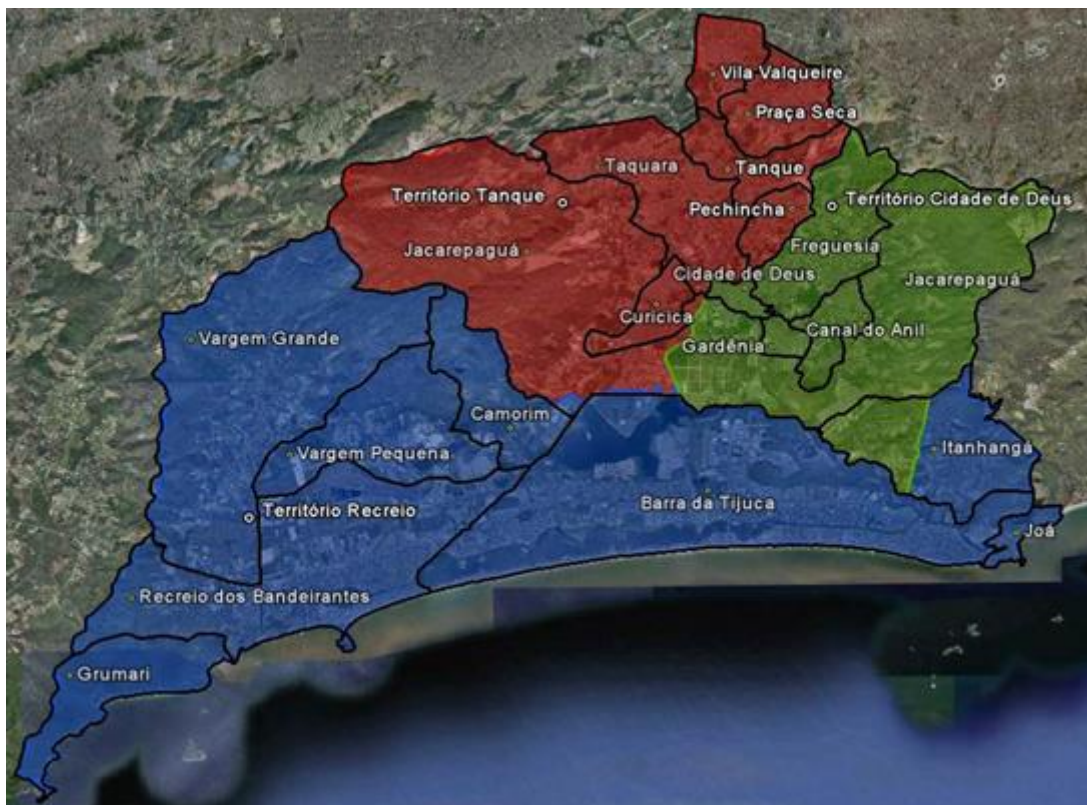 Vila Valqueire
Praça Seca
Taquara
Tanque
Território Tanque
Pechincha
Território Cidade de Deus
Freguesia
Jacarepaguá
Cidade de Deus
Jacarepaguá
Curicica
Canal do Anil
Gardênia
Vargem Grande
Camorim
Vargem Pequena
Itanhangá
Território Recreio
Barra da Tijuca
Joá
Recreio dos Bandeirantes
Grumari